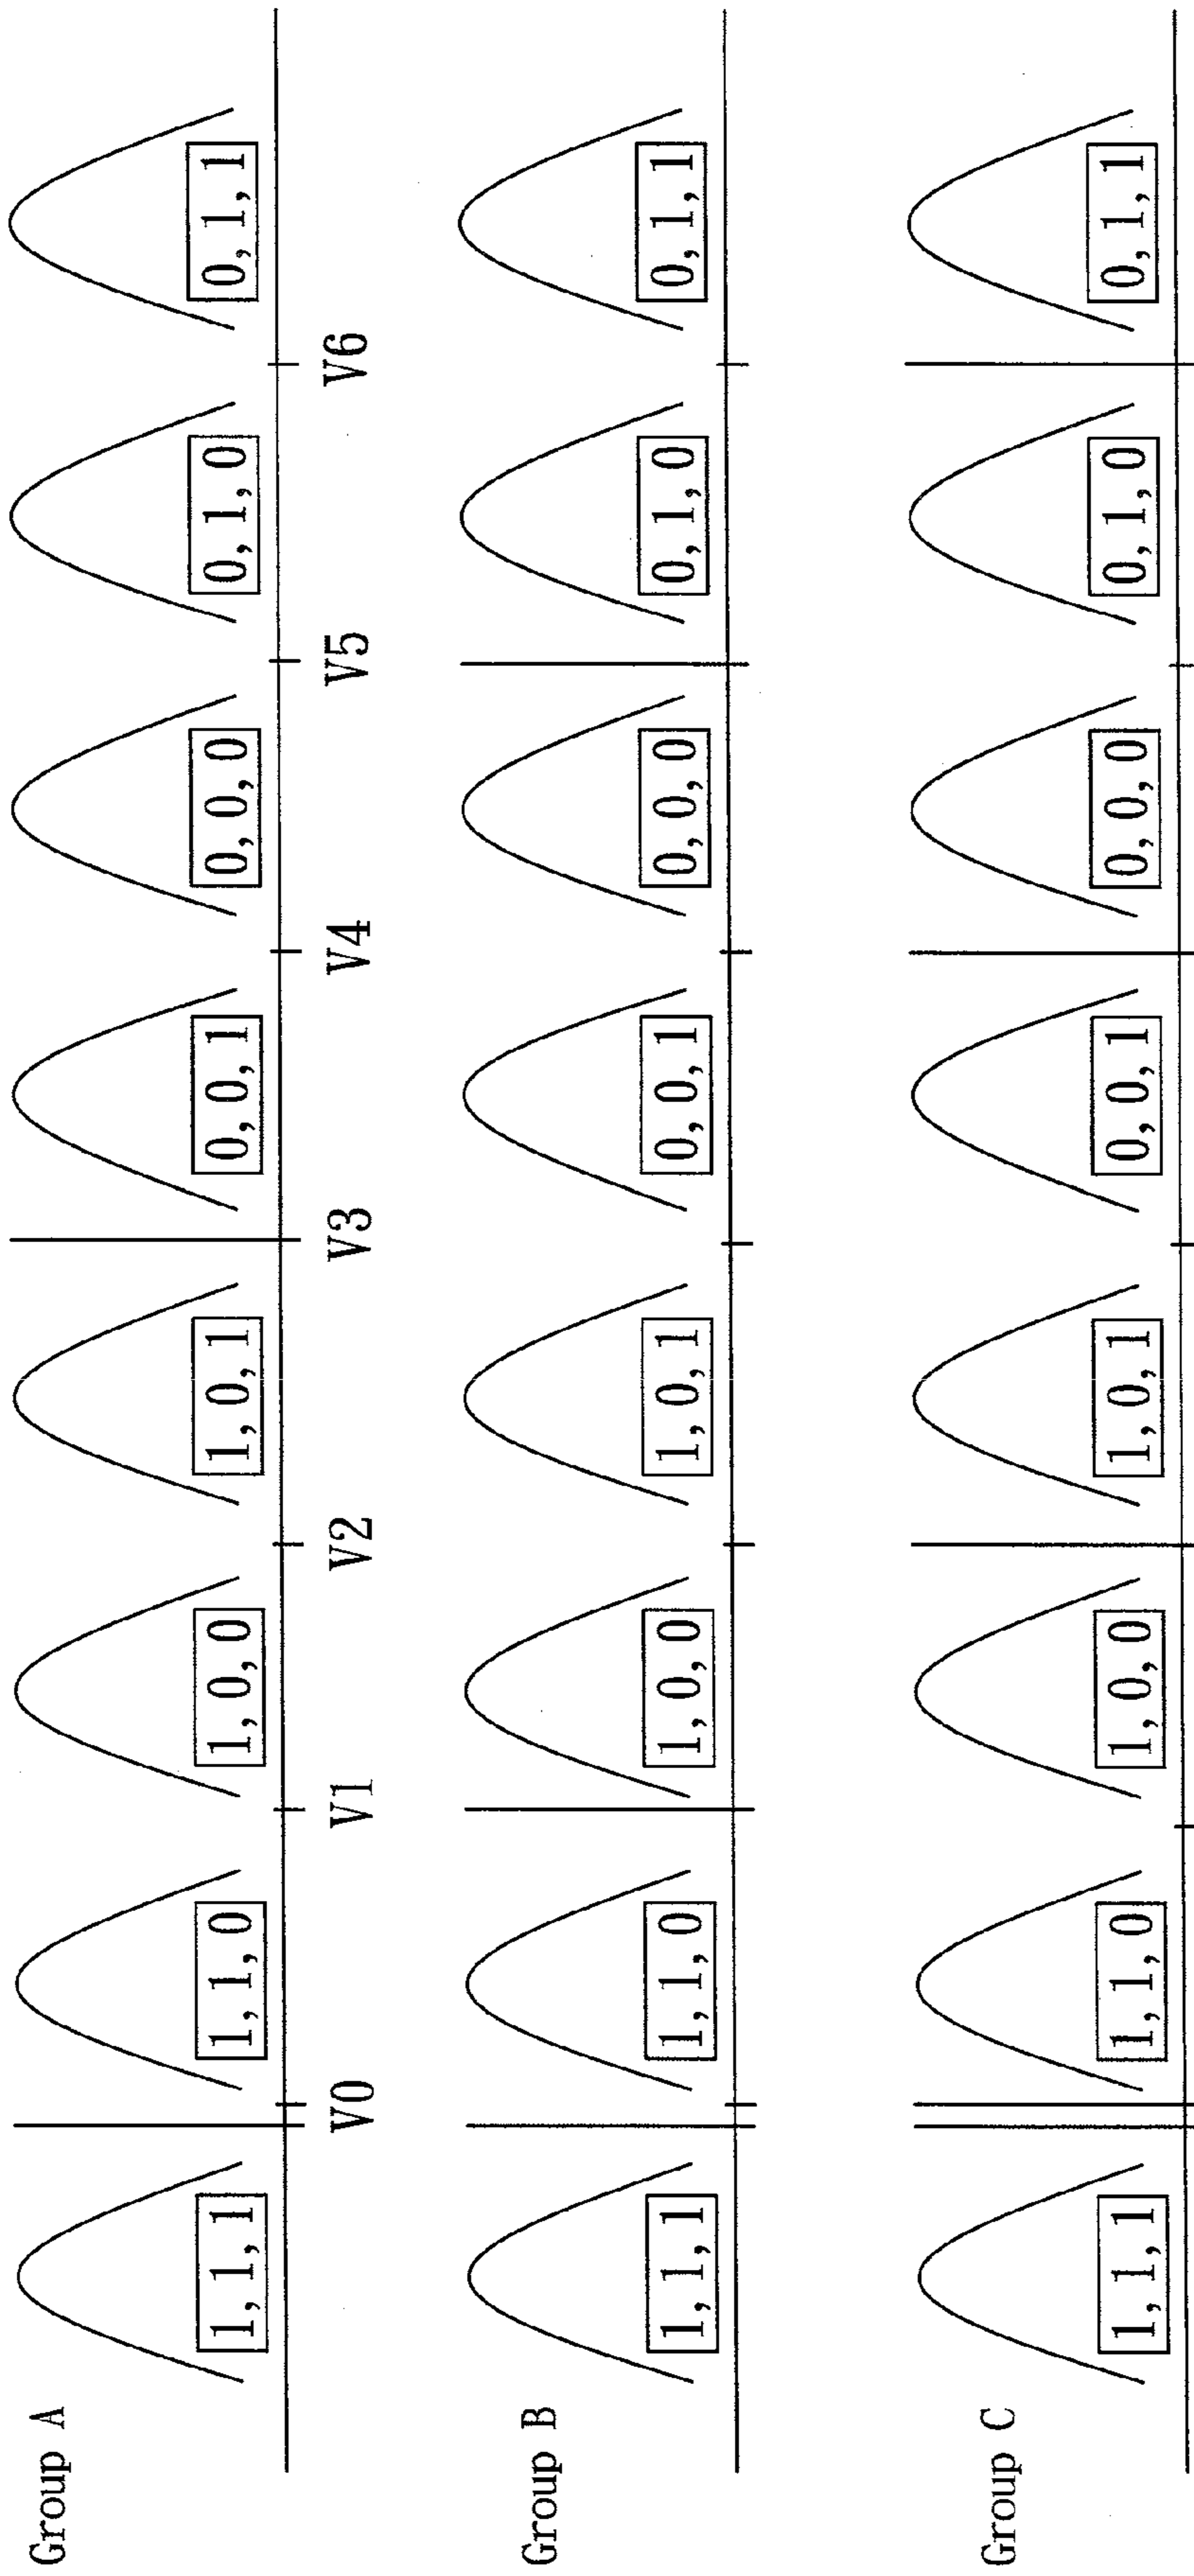 Group A
1, 1, 1 1, 1, 0 1, 0, 0 1, 0, 1 0, 0, 1 0, 0, 0 0, 1, 0 0, 1, 1
V0 V1 V2 V3 V4 V5 V6
Group B
1, 1, 1 1, 1, 0 1, 0, 0 1, 0, 1 0, 0, 1 0, 0, 0 0, 1, 0 0, 1, 1
Group C
1, 1, 1 1, 1, 0 1, 0, 0 1, 0, 1 0, 0, 1 0, 0, 0 0, 1, 0 0, 1, 1